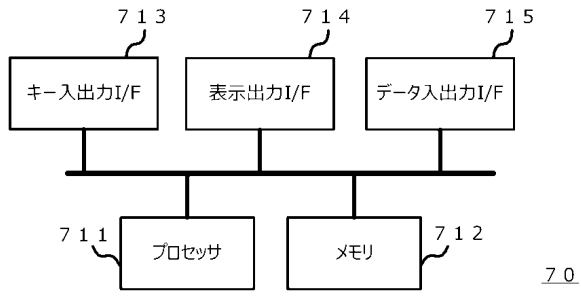 ７１３
７１４
７１５
キー入出力I/F
表示出力I/F
データ入出力I/F
７１１
プロセッサ
メモリ
７１２
７０